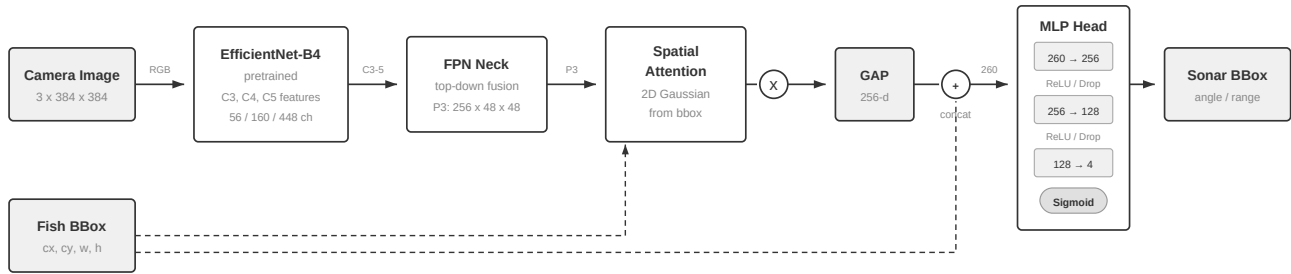 Camera Image
3 x 384 x 384
RGB
EfficientNet-B4
pretrained
C3, C4, C5 features
56 / 160 / 448 ch
C3-5
FPN Neck
top-down fusion
P3: 256 x 48 x 48
P3
Spatial
Attention
2D Gaussian
from bbox
X
GAP
256-d
+
concat
260
MLP Head
260 → 256
ReLU / Drop
256 → 128
ReLU / Drop
128 → 4
Sigmoid
Sonar BBox
angle / range
Fish BBox
cx, cy, w, h